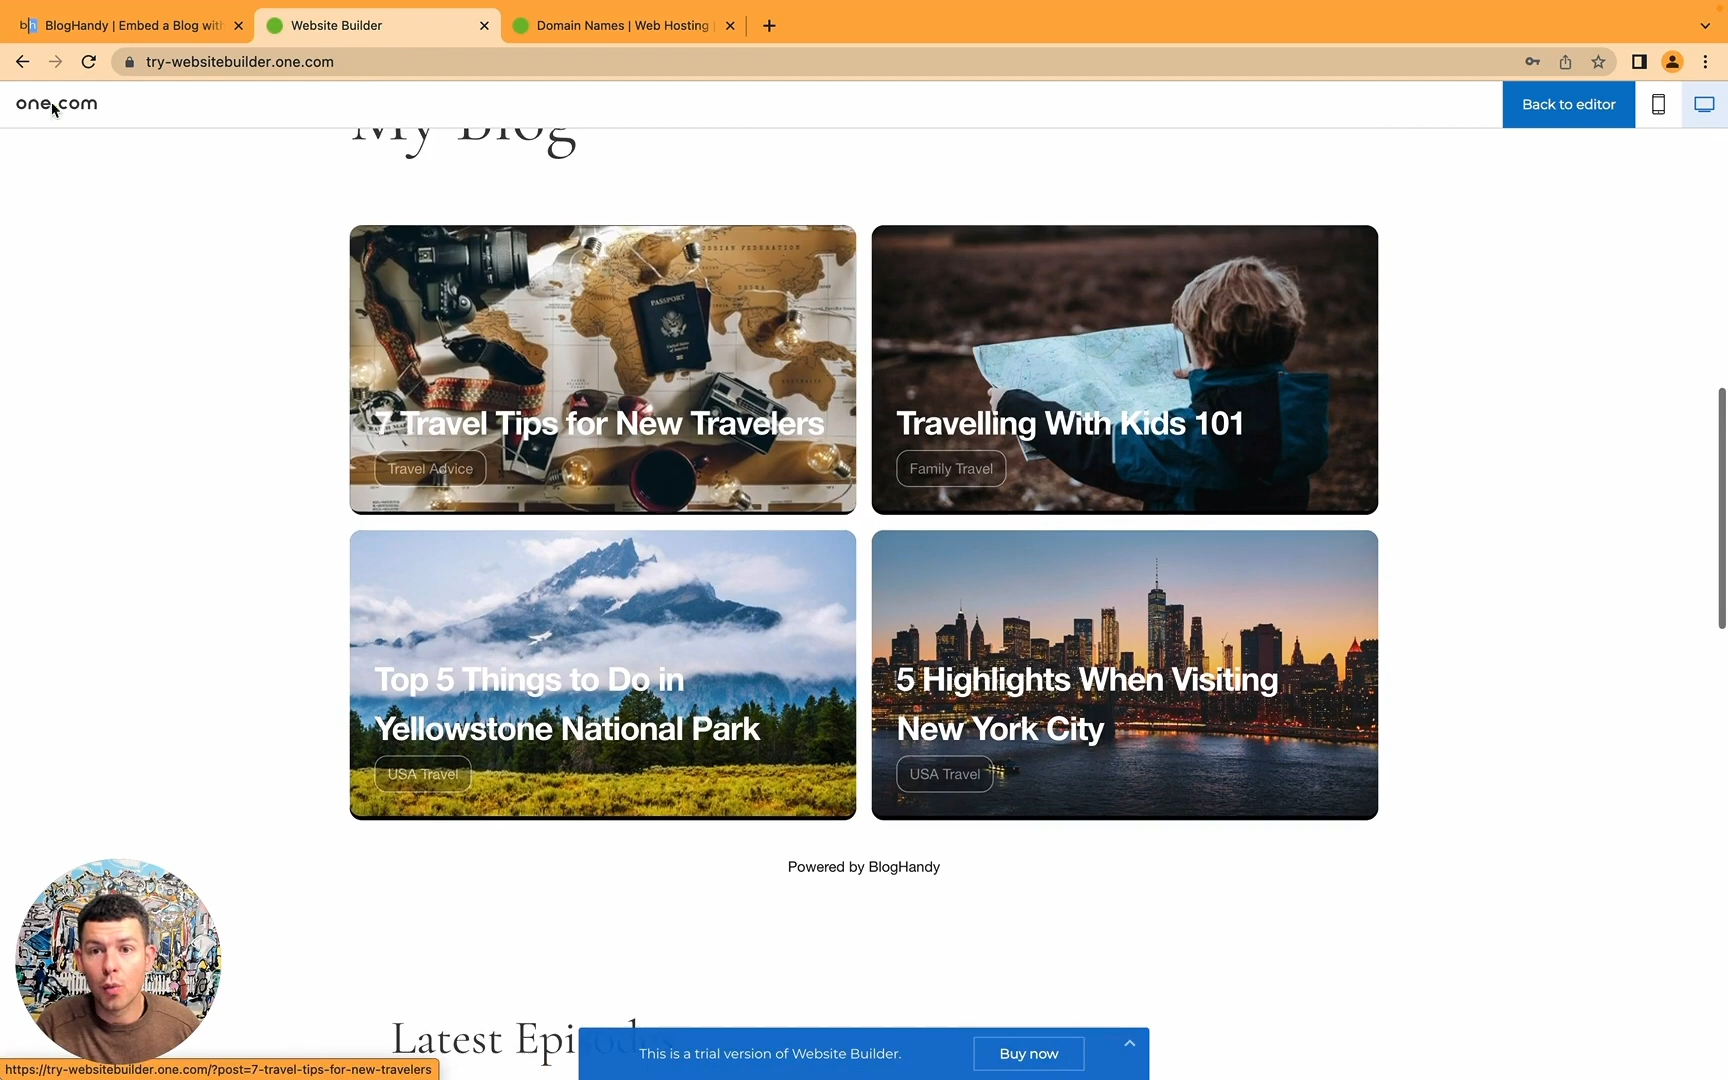 BlogHandy | Embed a Blog with
Website Builder
Domain Names | Web Hosting
try-websitebuilder.one.com
one.com
Back to editor
My Blog
PASSPORT
7 Travel Tips for New Travelers
Travel Advice
Travelling With Kids 101
Family Travel
Top 5 Things to Do in
Yellowstone National Park
USA Travel
5 Highlights When Visiting
New York City
USA Travel
Powered by BlogHandy
Latest Episodes
This is a trial version of Website Builder.
Buy now
https://try-websitebuilder.one.com/?post=7-travel-tips-for-new-travelers